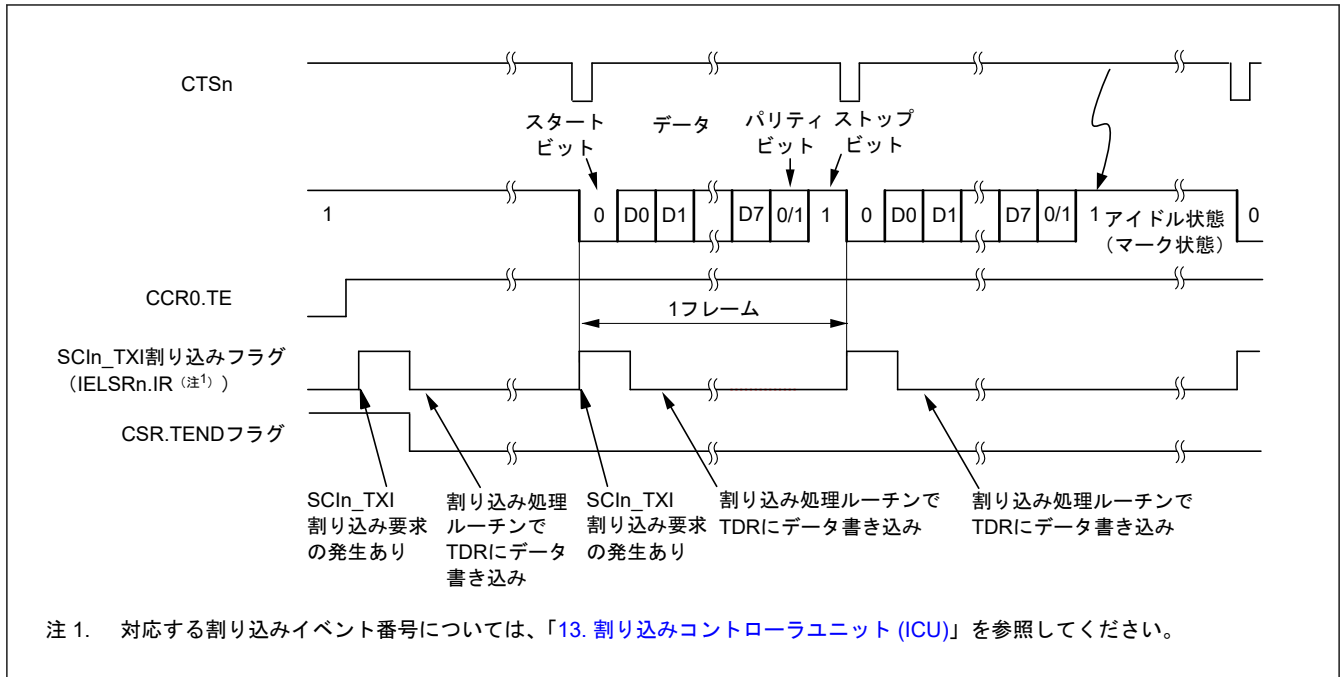 CTSn
スタート
ビット
データ
パリティ
ビット
ストップ
ビット
1
0
D0
D1
D7
0/1
1
0
D0
D1
D7
0/1
1
アイドル状態
（マーク状態）
0
CCR0.TE
1フレーム
SCIn_TXI割り込みフラグ
（IELSRn.IR（注1））
CSR.TENDフラグ
SCIn_TXI
割り込み要求
の発生あり
割り込み処理
ルーチンで
TDRにデータ
書き込み
SCIn_TXI
割り込み要求
の発生あり
割り込み処理ルーチンで
TDRにデータ書き込み
割り込み処理ルーチンで
TDRにデータ書き込み
注 1. 対応する割り込みイベント番号については、「13. 割り込みコントローラユニット (ICU)」を参照してください。